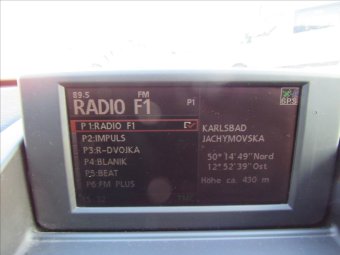 89.5 FM
RADIO F1 P1
GPS
P1:RADIO F1
P2:IMPULS
P3:R-DVOJKA
P4:BLANIK
P5:BEAT
P6:FM PLUS
TMC
KARLSBAD
JACHYMOVSKA
50°14'49"Nord
12°52'39"Ost
Höhe ca. 430 m